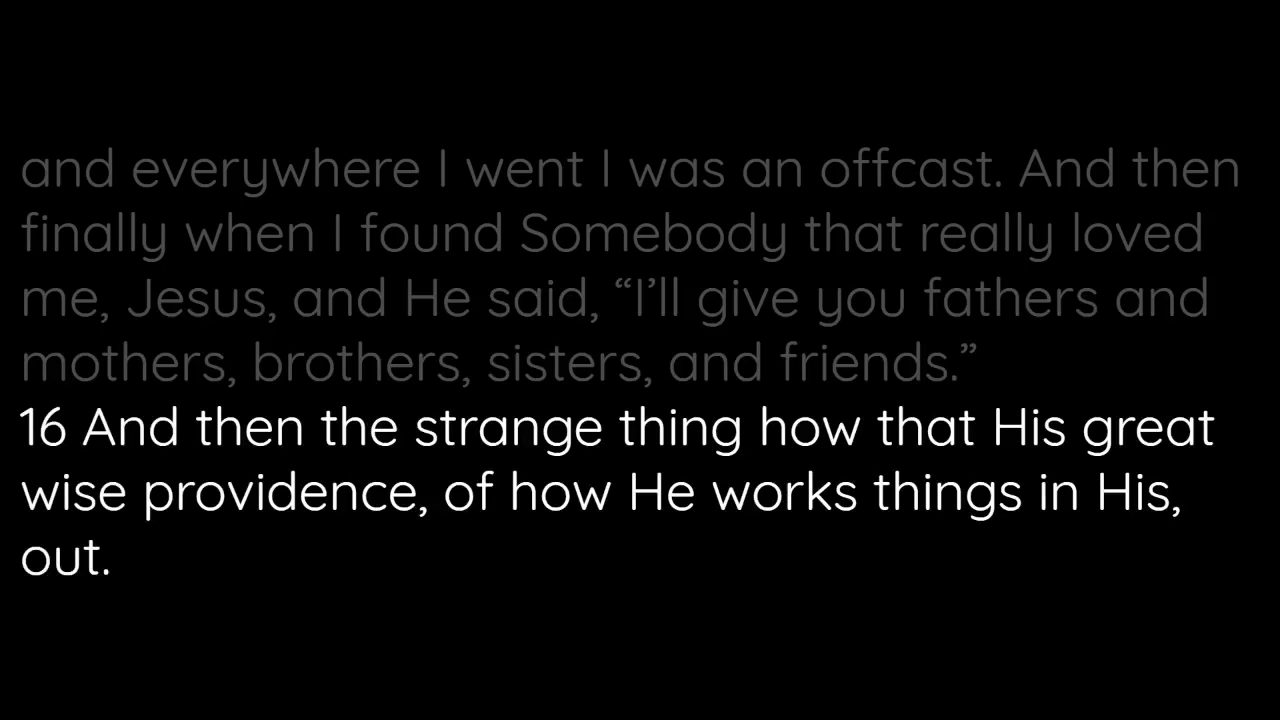 and everywhere I went I was an offcast. And then
finally when I found Somebody that really loved
me, Jesus, and He said, “I’ll give you fathers and
mothers, brothers, sisters, and friends.”
16 And then the strange thing how that His great
wise providence, of how He works things in His,
out.